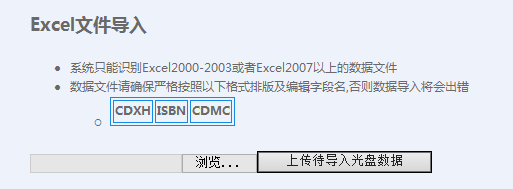 Excel文件导入
系统只能识别Excel2000-2003或者Excel2007以上的数据文件
数据文件请确保严格按照以下格式排版及编辑字段名,否则数据导入将会出错
CDXH ISBN CDMC
浏览... 上传待导入光盘数据